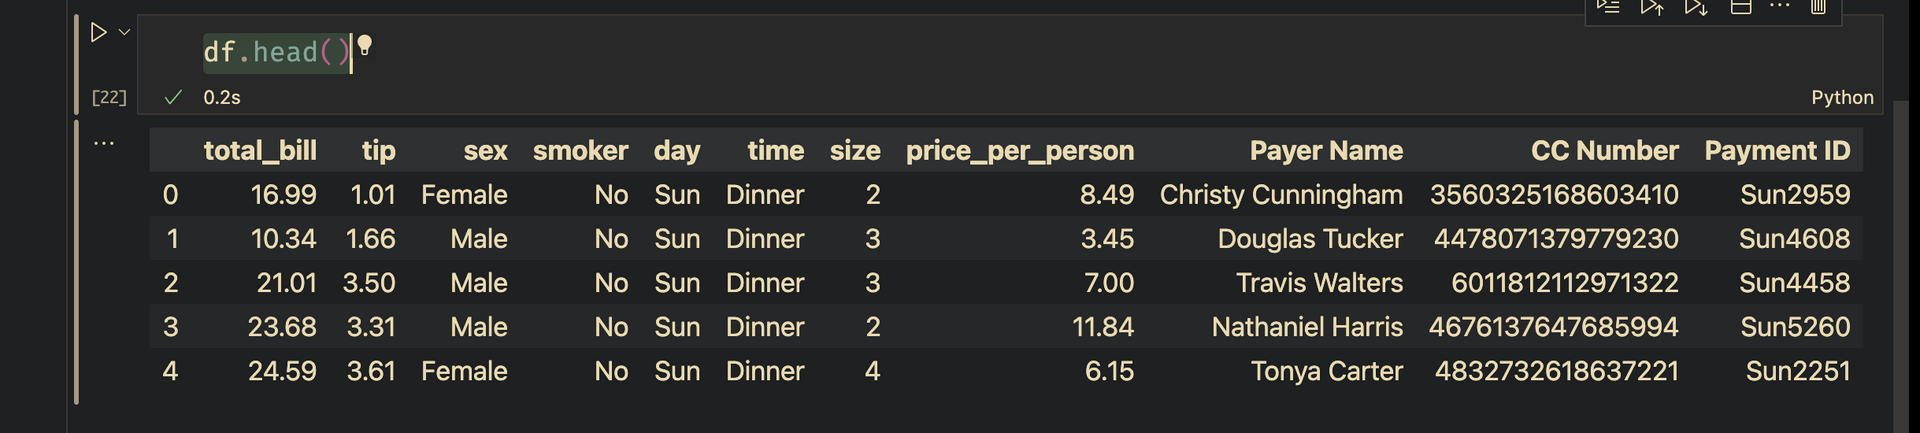 df.head()
[22] 0.2s Python
total_bill tip sex smoker day time size price_per_person Payer Name CC Number Payment ID
0 16.99 1.01 Female No Sun Dinner 2 8.49 Christy Cunningham 3560325168603410 Sun2959
1 10.34 1.66 Male No Sun Dinner 3 3.45 Douglas Tucker 4478071379779230 Sun4608
2 21.01 3.50 Male No Sun Dinner 3 7.00 Travis Walters 6011812112971322 Sun4458
3 23.68 3.31 Male No Sun Dinner 2 11.84 Nathaniel Harris 4676137647685994 Sun5260
4 24.59 3.61 Female No Sun Dinner 4 6.15 Tonya Carter 4832732618637221 Sun2251